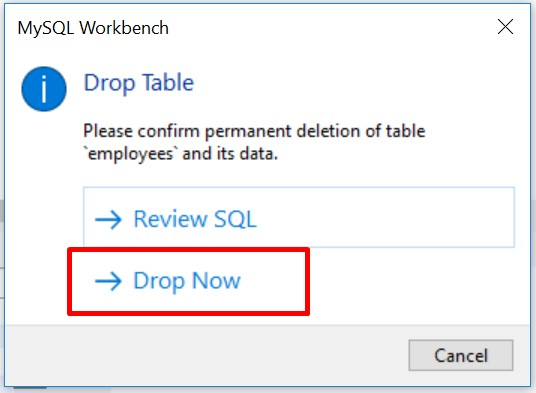 MySQL Workbench
Drop Table
Please confirm permanent deletion of table
`employees` and its data.
Review SQL
Drop Now
Cancel